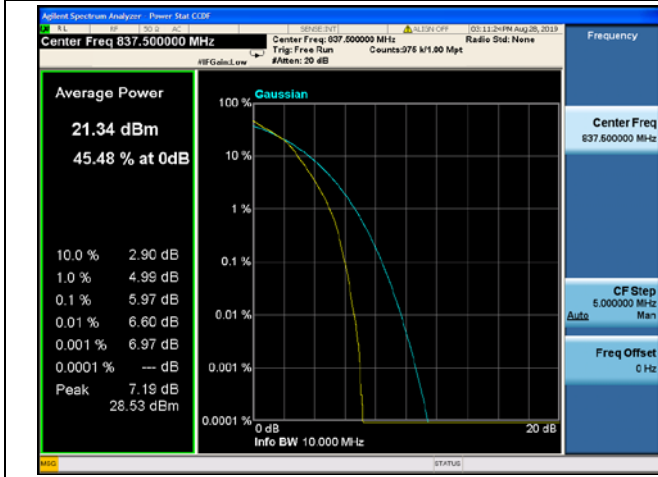 Agilent Spectrum Analyzer - Power Stat CCDF
RL RF 50 Ω AC SENSE:INT ALIGN OFF 03:11:24 PM Aug 28, 2019
Center Freq 837.500000 MHz
Center Freq: 837.500000 MHz Radio Std: None
Trig: Free Run Counts:975 k/1.00 Mpt
#IFGain:Low #Atten: 20 dB
Frequency
Average Power
21.34 dBm
45.48 % at 0dB
10.0 % 2.90 dB
1.0 % 4.99 dB
0.1 % 5.97 dB
0.01 % 6.60 dB
0.001 % 6.97 dB
0.0001 % --- dB
Peak 7.19 dB
28.53 dBm
Gaussian
100 %
10 %
1 %
0.1 %
0.01 %
0.001 %
0.0001 %
0 dB 20 dB
Info BW 10.000 MHz
Center Freq
837.500000 MHz
CF Step
5.000000 MHz
Auto Man
Freq Offset
0 Hz
MSG STATUS